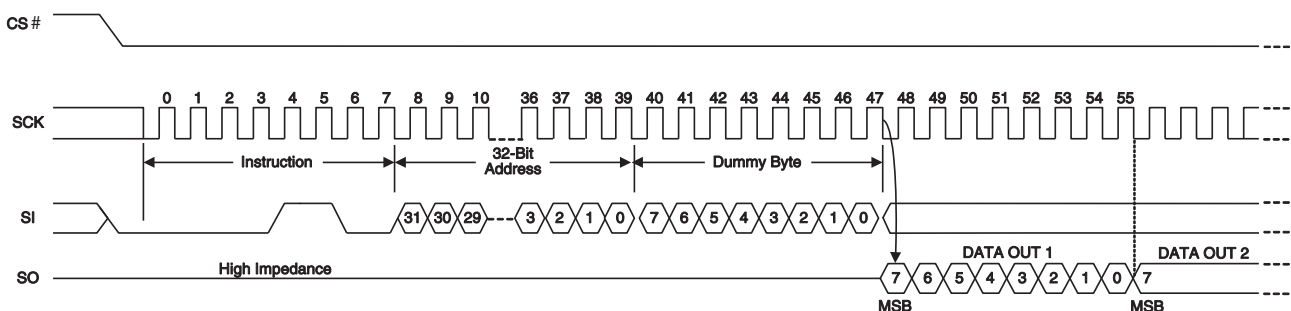 CS#
0 1 2 3 4 5 6 7 8 9 10 36 37 38 39 40 41 42 43 44 45 46 47 48 49 50 51 52 53 54 55
SCK
Instruction
32-Bit
Address
Dummy Byte
SI
31 30 29 3 2 1 0 7 6 5 4 3 2 1 0
DATA OUT 1
DATA OUT 2
High Impedance
SO
7 6 5 4 3 2 1 0 7
MSB
MSB